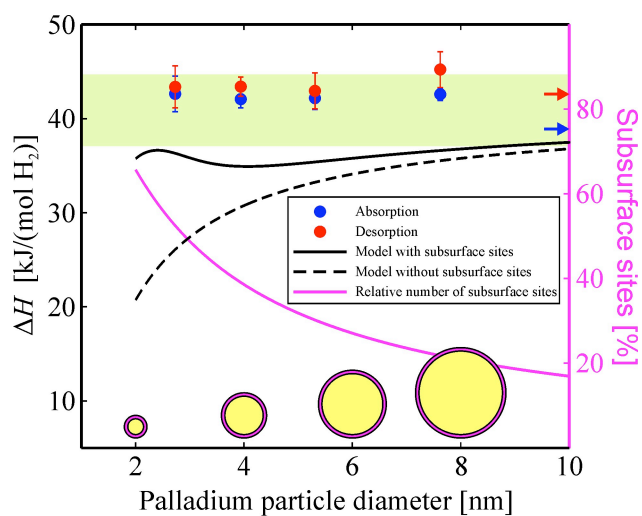 50
40
30
20
10
ΔH [kJ/(mol H2)]
80
60
40
20
Subsurface sites [%]
Absorption
Desorption
Model with subsurface sites
Model without subsurface sites
Relative number of subsurface sites
2 4 6 8 10
Palladium particle diameter [nm]